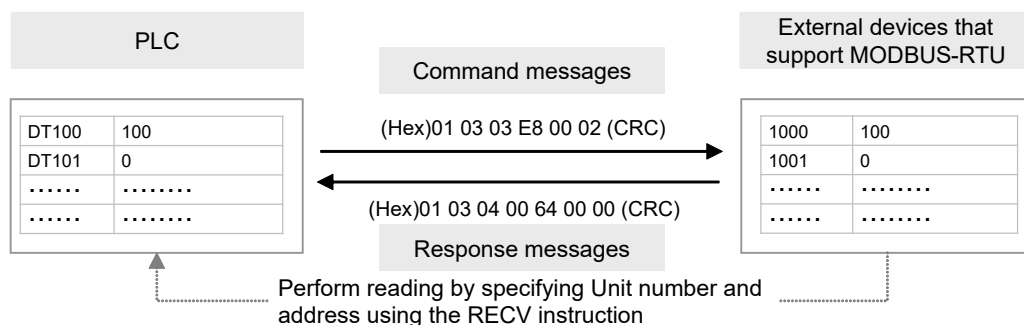 PLC
External devices that
support MODBUS-RTU
Command messages
(Hex)01 03 03 E8 00 02 (CRC)
DT100 100
DT101 0
...... ........
...... ........
1000 100
1001 0
...... ........
...... ........
(Hex)01 03 04 00 64 00 00 (CRC)
Response messages
Perform reading by specifying Unit number and
address using the RECV instruction